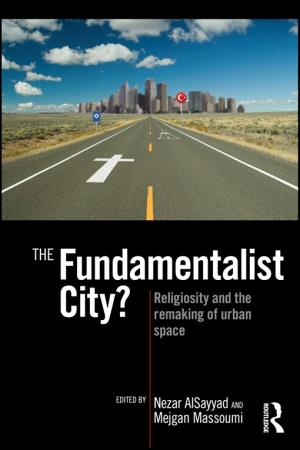 THE Fundamentalist
City?
Religiosity and the
remaking of urban
space
EDITED BY Nezar AlSayyad AND
Mejgan Massoumi
R
ROUTLEDGE